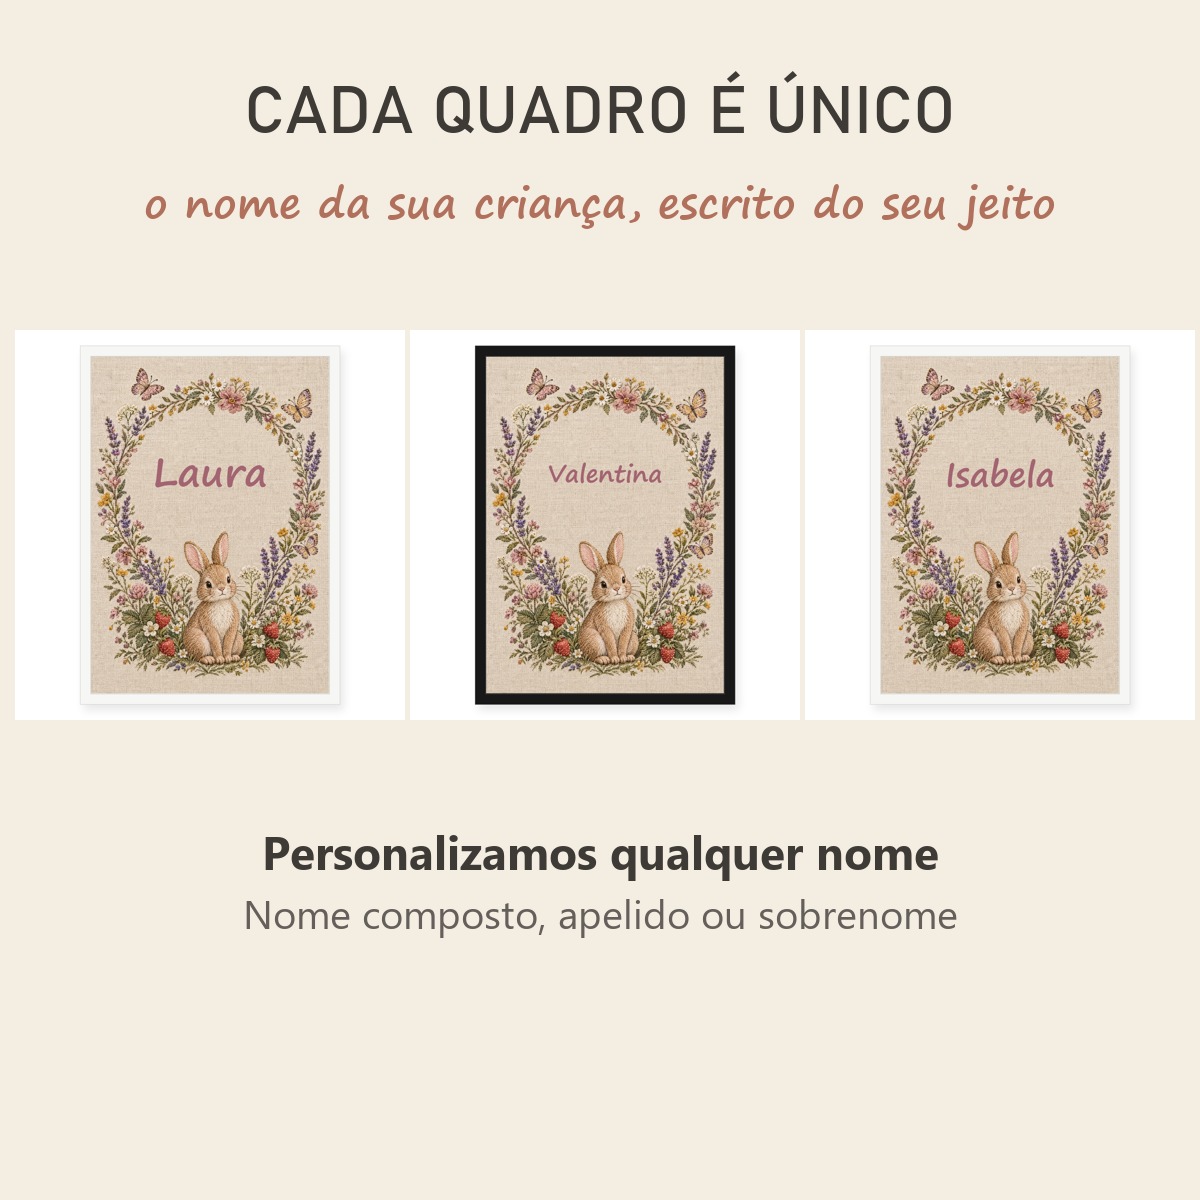 CADA QUADRO É ÚNICO
o nome da sua criança, escrito do seu jeito
Laura
Valentina
Isabela
Personalizamos qualquer nome
Nome composto, apelido ou sobrenome